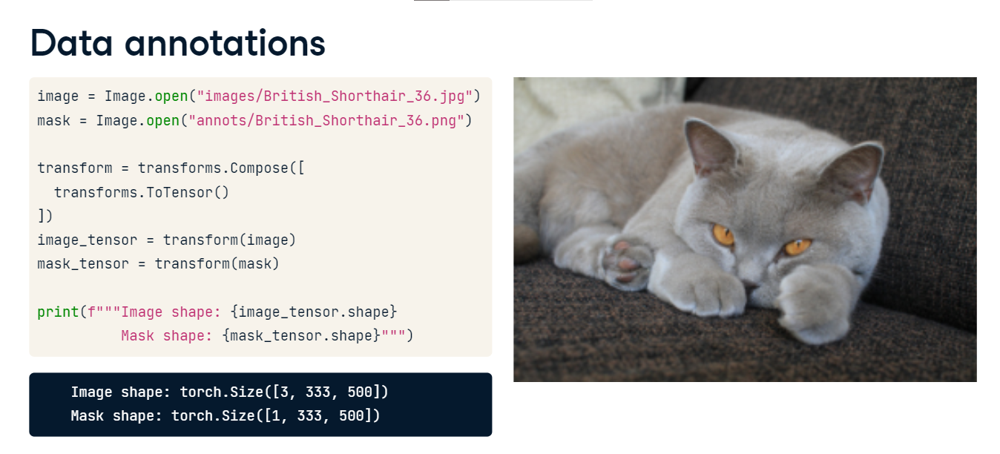 Data annotations
image = Image.open("images/British_Shorthair_36.jpg")
mask = Image.open("annots/British_Shorthair_36.png")
transform = transforms.Compose([
  transforms.ToTensor()
])
image_tensor = transform(image)
mask_tensor = transform(mask)
print(f"""Image shape: {image_tensor.shape}
          Mask shape: {mask_tensor.shape}""")
Image shape: torch.Size([3, 333, 500])
Mask shape: torch.Size([1, 333, 500])